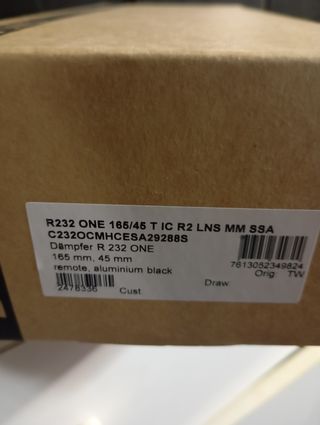 R232 ONE 165/45 T IC R2 LNS MM SSA
C232OCMHCESA29288S
Dämpfer R 232 ONE
165 mm, 45 mm
7613052349824
remote, aluminium black
Orig. TW
2478336
Cust.
Draw.